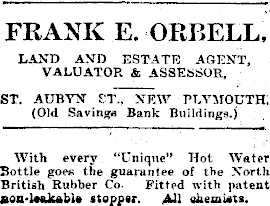 FRANK E. ORBELL,
LAND AND ESTATE AGENT,
VALUATOR & ASSESSOR,
ST. AUBYN ST., NEW PLYMOUTH.
(Old Savings Bank Buildings.)
With every "Unique" Hot Water
Bottle goes the guarantee of the North
British Rubber Co. Fitted with patent
non-leakable stopper. All chemists.